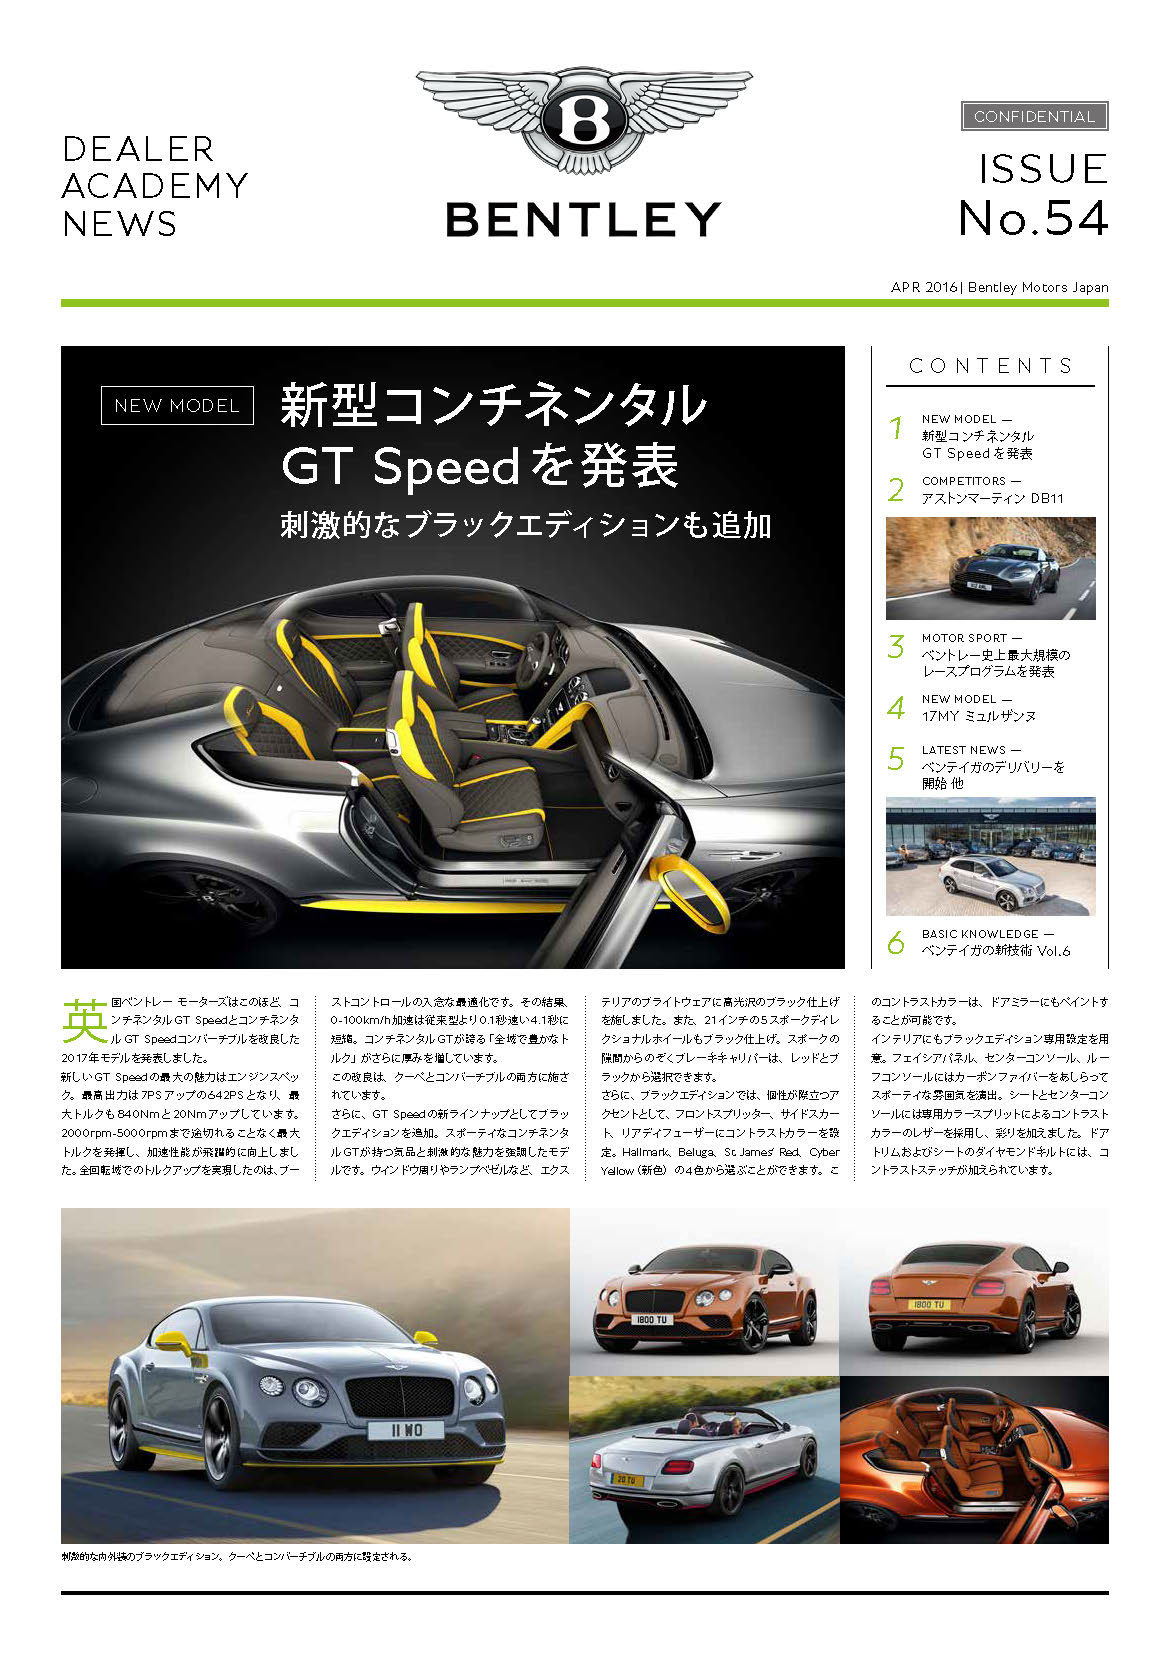 DEALER
ACADEMY
NEWS
B
BENTLEY
CONFIDENTIAL
ISSUE
No.54
APR 2016 | Bentley Motors Japan
NEW MODEL
新型コンチネンタル
GT Speedを発表
刺激的なブラックエディションも追加
CONTENTS
1
NEW MODEL —
新型コンチネンタル
GT Speedを発表
2
COMPETITORS —
アストンマーティン DB11
3
MOTOR SPORT —
ベントレー史上最大規模の
レースプログラムを発表
4
NEW MODEL —
17MY ミュルザンヌ
5
LATEST NEWS —
ベンテイガのデリバリーを
開始 他
6
BASIC KNOWLEDGE —
ベンテイガの新技術 Vol.6
英国ベントレー モーターズはこのほど、コ
ンチネンタルGT Speedとコンチネンタ
ルGT Speedコンバーチブルを改良した
2017年モデルを発表しました。
新しいGT Speedの最大の魅力はエンジンスペッ
ク。最高出力は7PSアップの642PSとなり、最
大トルクも840Nmと20Nmアップしています。
2000rpm-5000rpmまで途切れることなく最大
トルクを発揮し、加速性能が飛躍的に向上しまし
た。全回転域でのトルクアップを実現したのは、ブー
ストコントロールの入念な最適化です。その結果、
0-100km/h加速は従来型より0.1秒速い4.1秒に
短縮。コンチネンタルGTが誇る「全域で豊かなト
ルク」がさらに厚みを増しています。
この改良は、クーペとコンバーチブルの両方に施さ
れています。
さらに、GT Speedの新ラインナップとしてブラッ
クエディションを追加。スポーティなコンチネンタ
ルGTが持つ気品と刺激的な魅力を強調したモデ
ルです。ウインドウ周りやランプベゼルなど、エクス
テリアのブライトウェアに高光沢のブラック仕上げ
を施しました。また、21インチの5スポークディレ
クショナルホイールもブラック仕上げ。スポークの
隙間からのぞくブレーキキャリパーは、レッドとブ
ラックから選択できます。
さらに、ブラックエディションでは、個性が際立つア
クセントとして、フロントスプリッター、サイドスカー
ト、リアディフューザーにコントラストカラーを設
定。Hallmark、Beluga、St. James' Red、Cyber
Yellow（新色）の4色から選ぶことができます。こ
のコントラストカラーは、ドアミラーにもペイントす
ることが可能です。
インテリアにもブラックエディション専用設定を用
意。フェイシアパネル、センターコンソール、ルー
フコンソールにはカーボンファイバーをあしらって
スポーティな雰囲気を演出。シートとセンターコン
ソールには専用カラースプリットによるコントラスト
カラーのレザーを採用し、彩りを加えました。ドア
トリムおよびシートのダイヤモンドキルトには、コ
ントラストステッチが加えられています。
11 WO
1800 TU
1800 TU
20 TU
刺激的な内外装のブラックエディション。クーペとコンバーチブルの両方に設定される。